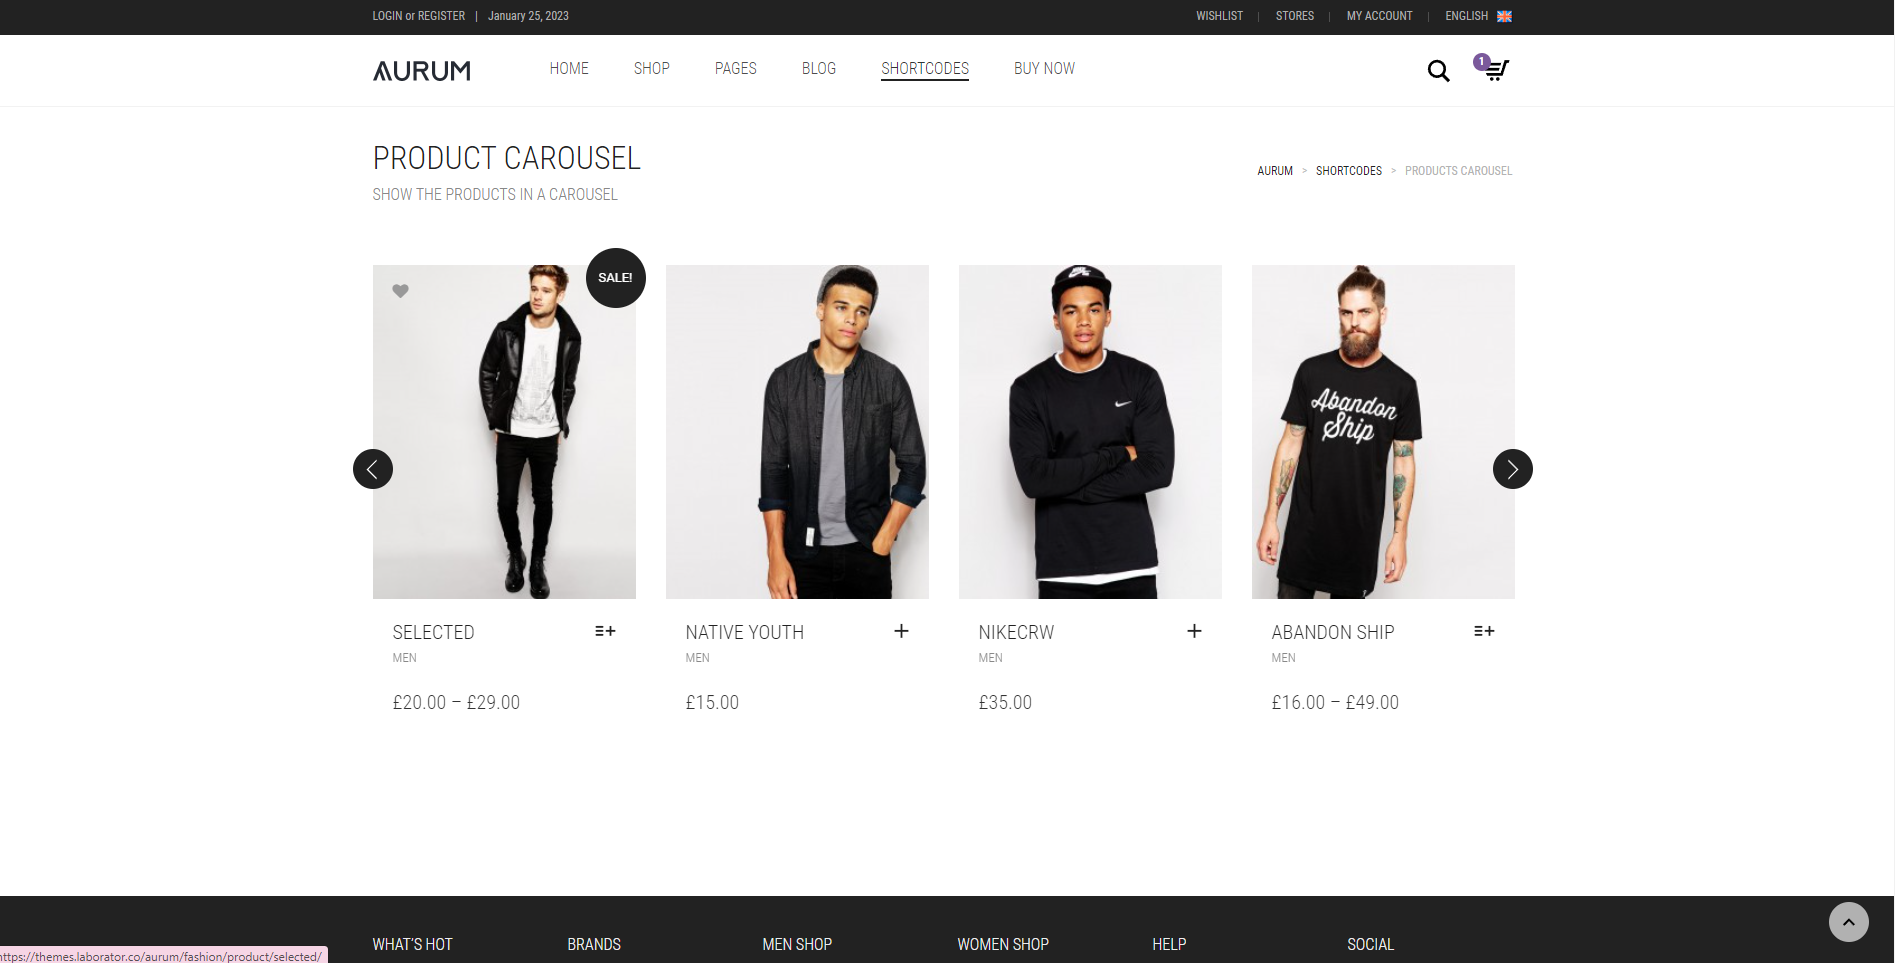 LOGIN or REGISTER | January 25, 2023
WISHLIST | STORES | MY ACCOUNT | ENGLISH
AURUM
HOME SHOP PAGES BLOG SHORTCODES BUY NOW
1
PRODUCT CAROUSEL
SHOW THE PRODUCTS IN A CAROUSEL
AURUM > SHORTCODES > PRODUCTS CAROUSEL
SALE!
Abandon
Ship
SELECTED
MEN
£20.00 – £29.00
NATIVE YOUTH
MEN
£15.00
NIKECRW
MEN
£35.00
ABANDON SHIP
MEN
£16.00 – £49.00
WHAT'S HOT BRANDS MEN SHOP WOMEN SHOP HELP SOCIAL
https://themes.laborator.co/aurum/fashion/product/selected/